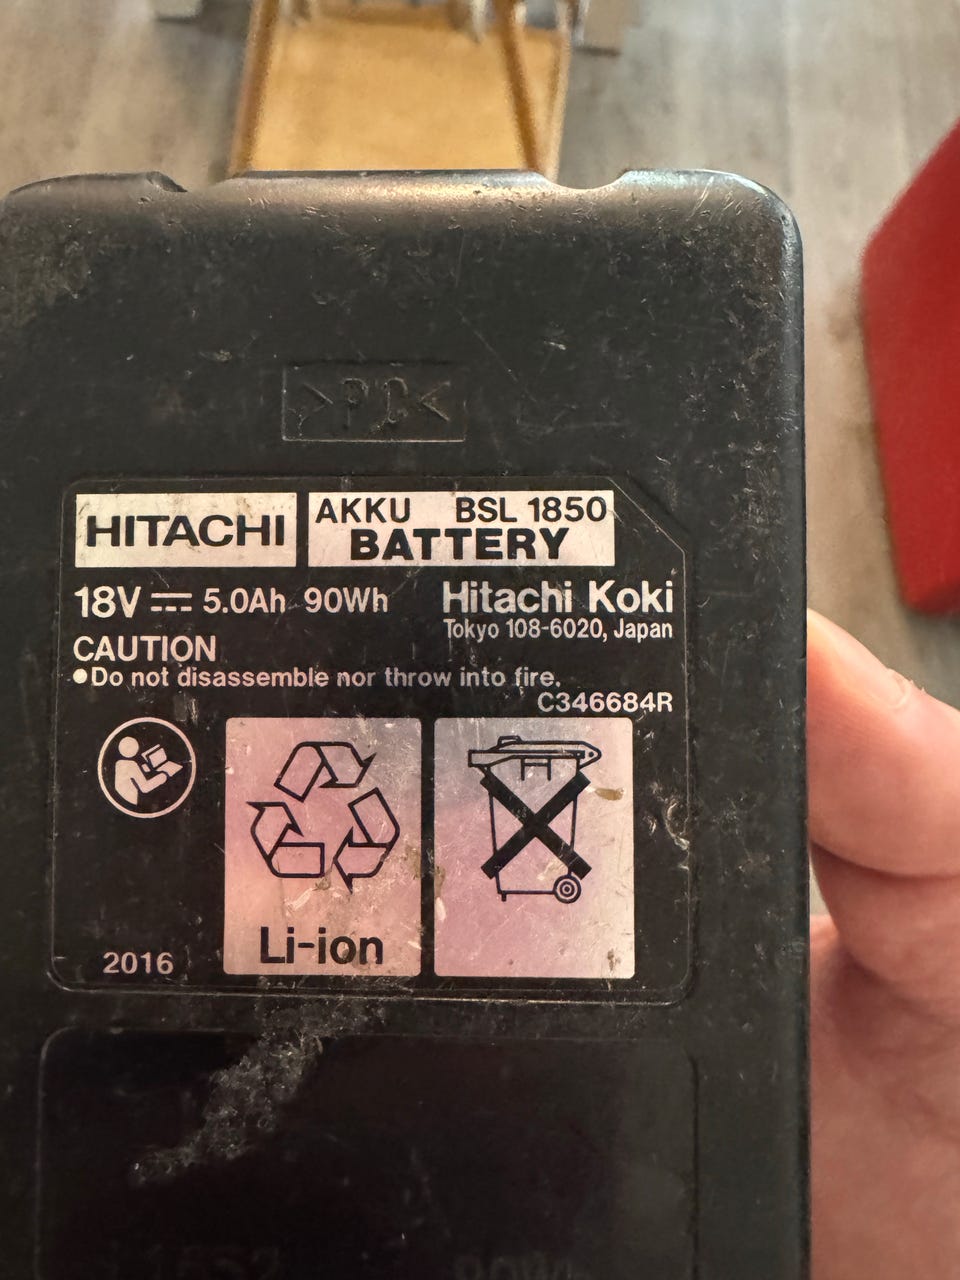 >PC<
HITACHI
AKKU BSL 1850
BATTERY
18V 5.0Ah 90Wh
Hitachi Koki
Tokyo 108-6020, Japan
CAUTION
●Do not disassemble nor throw into fire.
C346684R
Li-ion
2016